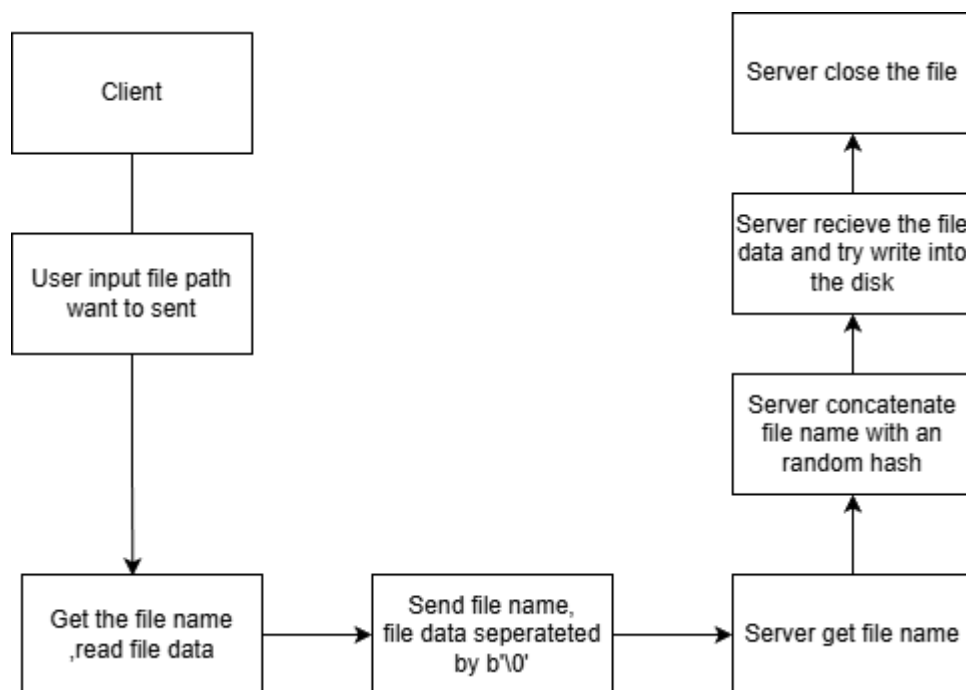 Client
User input file path
want to sent
Get the file name
,read file data
Send file name,
file data seperateted
by b'\0'
Server get file name
Server concatenate
file name with an
random hash
Server recieve the file
data and try write into
the disk
Server close the file